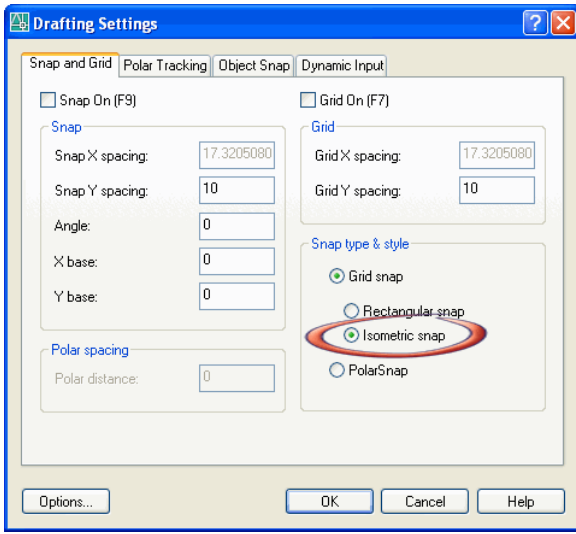 Drafting Settings
Snap and Grid Polar Tracking Object Snap Dynamic Input
Snap On (F9)
Snap
Snap X spacing: 17.3205080
Snap Y spacing: 10
Angle: 0
X base: 0
Y base: 0
Polar spacing
Polar distance: 0
Grid On (F7)
Grid
Grid X spacing: 17.3205080
Grid Y spacing: 10
Snap type & style
Grid snap
Rectangular snap
Isometric snap
PolarSnap
Options... OK Cancel Help